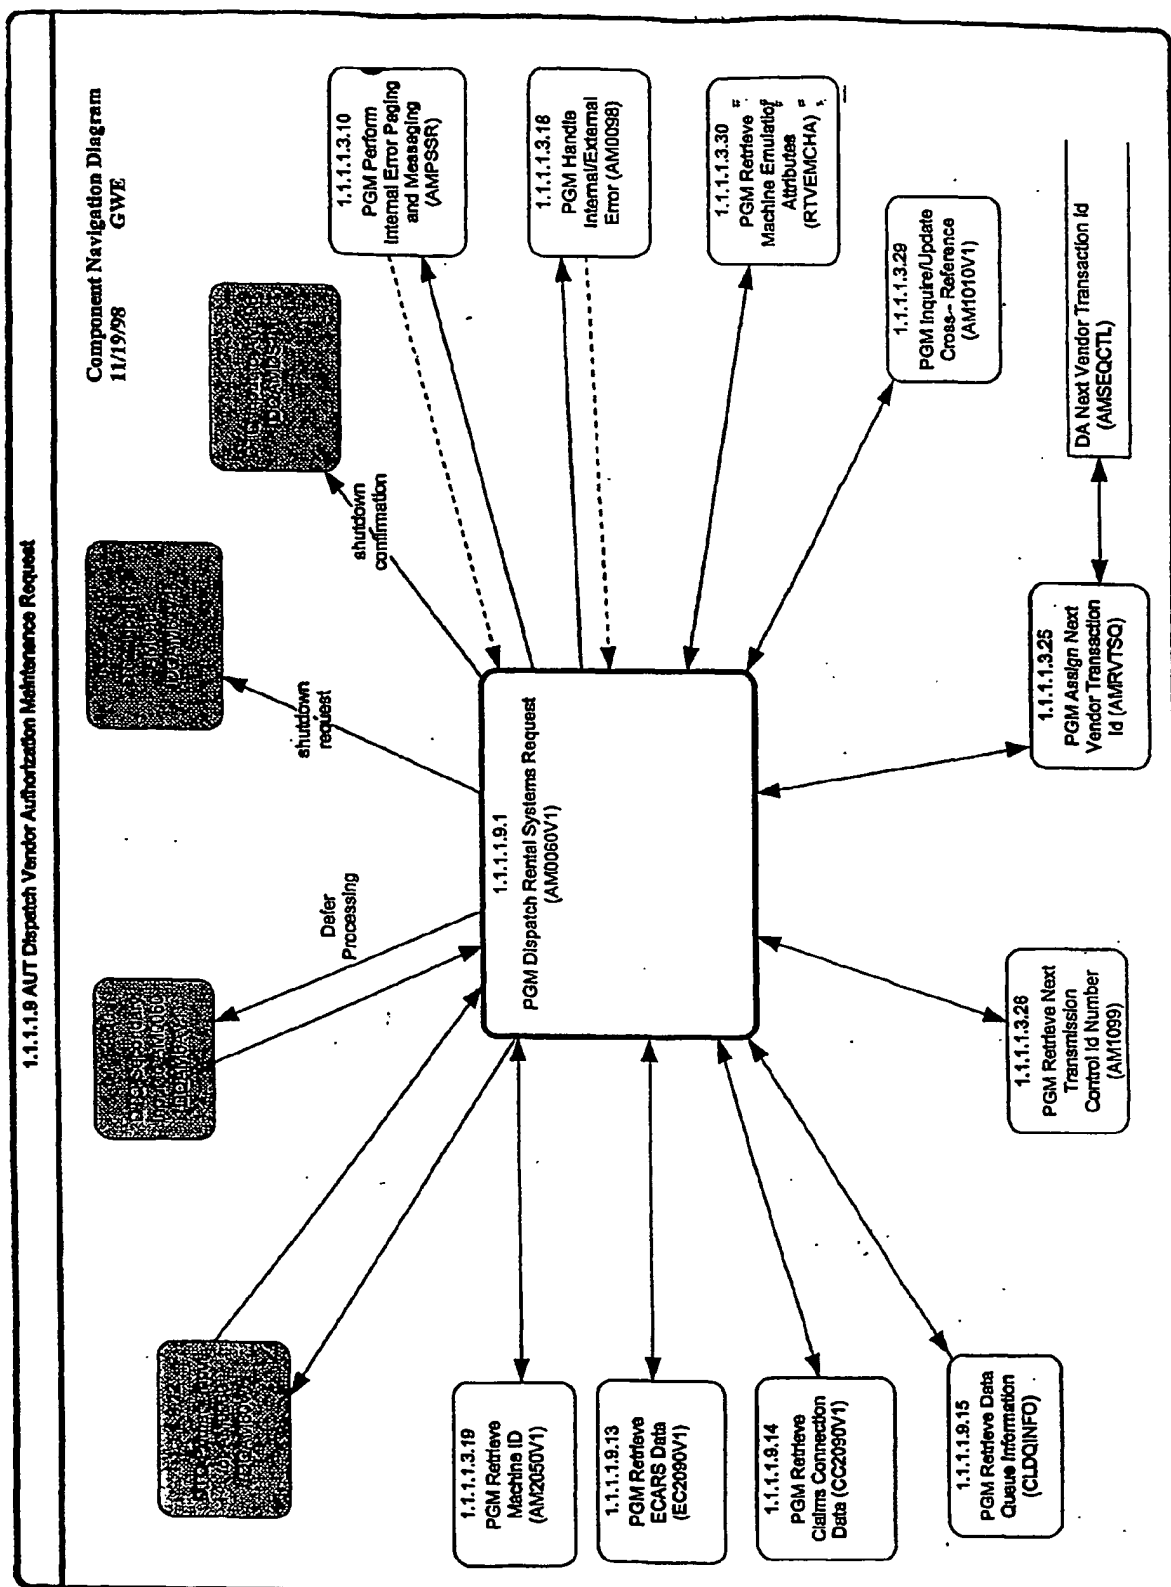 1.1.1.1.9 AUT Dispatch Vendor Authorization Maintenance Request
Component Navigation Diagram
11/19/98 GWE
shutdown
confirmation
shutdown
request
Defer
Processing
1.1.1.1.3.10
PGM Perform
Internal Error Paging
and Messaging
(AMPSSR)
1.1.1.1.3.18
PGM Handle
Internal/External
Error (AM0098)
1.1.1.1.3.30
PGM Retrieve
Machine Emulation
Attributes
(RTVEMCHA)
1.1.1.1.3.29
PGM Inquire/Update
Cross-- Reference
(AM1010V1)
DA Next Vendor Transaction Id
(AMSEQCTL)
1.1.1.1.3.25
PGM Assign Next
Vendor Transaction
Id (AMRVTSQ)
1.1.1.1.9.1
PGM Dispatch Rental Systems Request
(AM0060V1)
1.1.1.1.3.26
PGM Retrieve Next
Transmission
Control Id Number
(AM1099)
1.1.1.1.3.19
PGM Retrieve
Machine ID
(AM2050V1)
1.1.1.1.9.13
PGM Retrieve
ECARS Data
(EC2090V1)
1.1.1.1.9.14
PGM Retrieve
Claims Connection
Data (CC2090V1)
1.1.1.1.9.15
PGM Retrieve Data
Queue Information
(CLDQINFO)